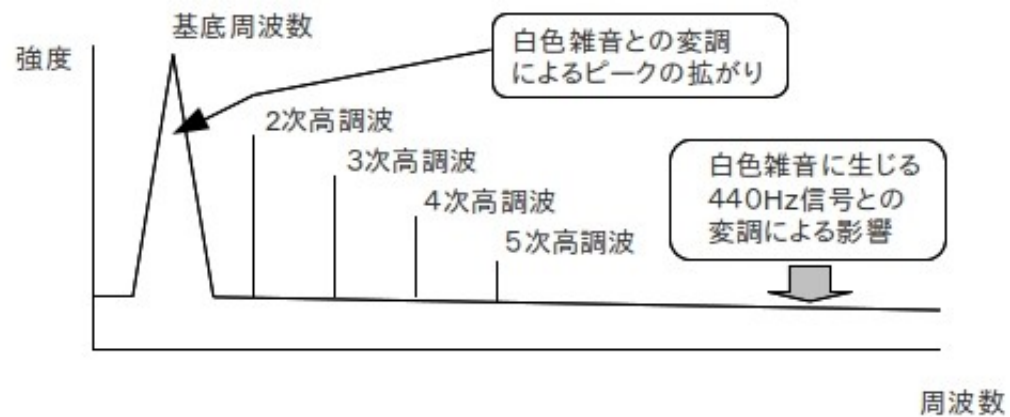 基底周波数
強度
白色雑音との変調
によるピークの拡がり
2次高調波
3次高調波
4次高調波
5次高調波
白色雑音に生じる
440Hz信号との
変調による影響
周波数